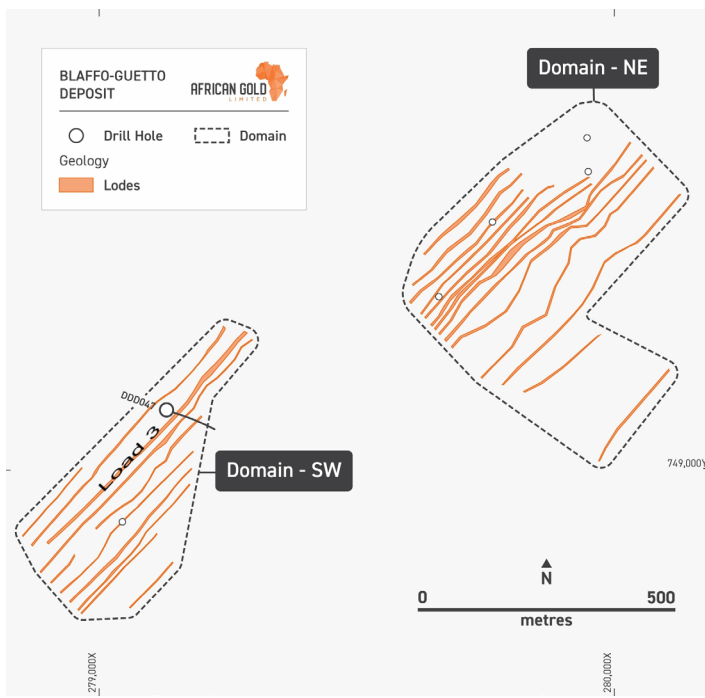 BLAFFO-GUETTO
DEPOSIT
AFRICAN GOLD
LIMITED
Drill Hole
Domain
Geology
Lodes
Domain - NE
DDD047
Load 3
Domain - SW
749,000Y
N
0 500
metres
279,000X
280,000X